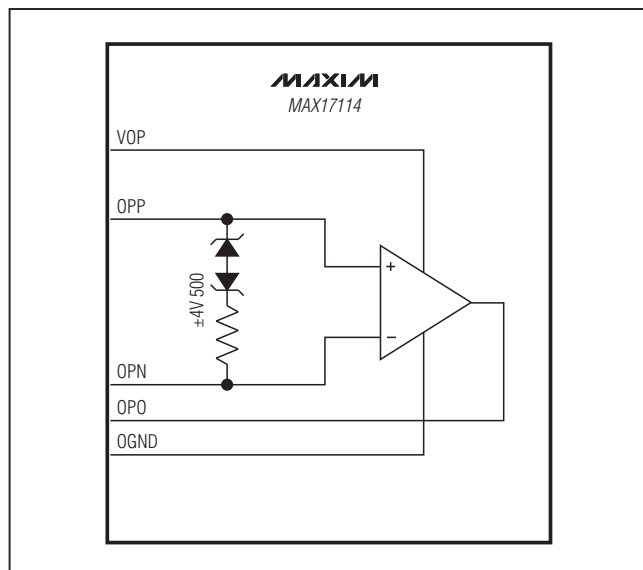 MAXIM
MAX17114
VOP
OPP
±4V 500
+
−
OPN
OPO
OGND